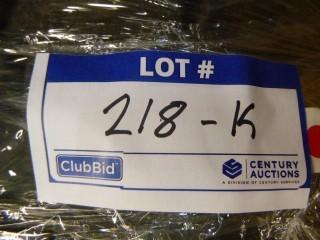 LOT #
218-K
ClubBid
CENTURY
AUCTIONS
A DIVISION OF CENTURY SERVICES